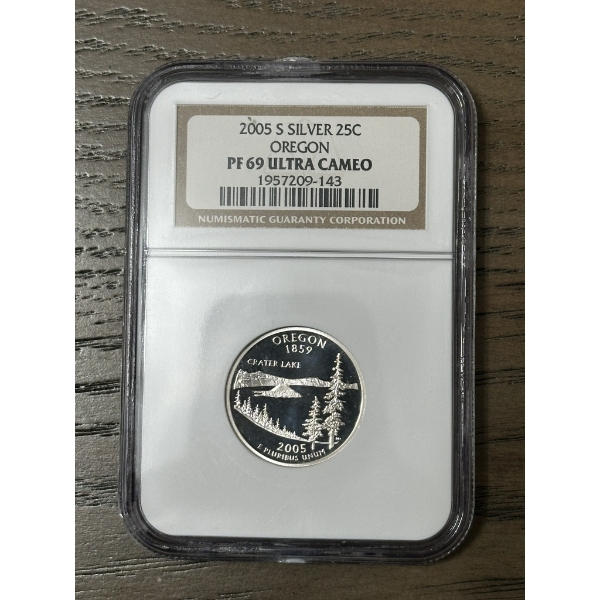 2005 S SILVER 25C
OREGON
PF 69 ULTRA CAMEO
1957209-143
NUMISMATIC GUARANTY CORPORATION
OREGON
1859
CRATER LAKE
2005
E PLURIBUS UNUM